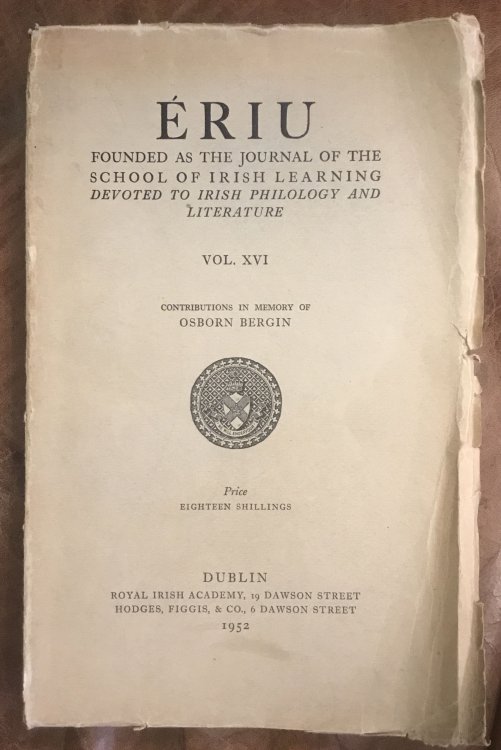 ÉRIU
FOUNDED AS THE JOURNAL OF THE
SCHOOL OF IRISH LEARNING
DEVOTED TO IRISH PHILOLOGY AND
LITERATURE
VOL. XVI
CONTRIBUTIONS IN MEMORY OF
OSBORN BERGIN
Price
EIGHTEEN SHILLINGS
DUBLIN
ROYAL IRISH ACADEMY, 19 DAWSON STREET
HODGES, FIGGIS, & CO., 6 DAWSON STREET
1952